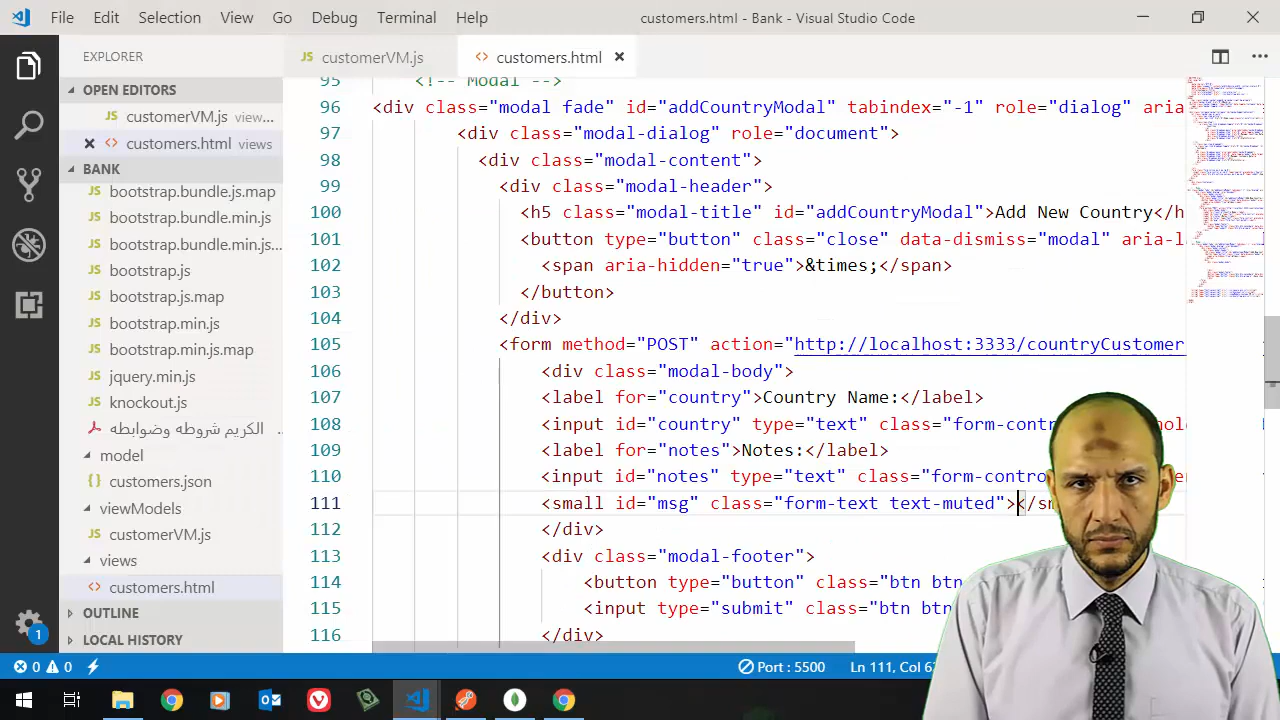 File Edit Selection View Go Debug Terminal Help
customers.html - Bank - Visual Studio Code
EXPLORER
OPEN EDITORS
customerVM.js view...
customers.html views
BANK
bootstrap.bundle.js.map
bootstrap.bundle.min.js
bootstrap.bundle.min.js...
bootstrap.js
bootstrap.js.map
bootstrap.min.js
bootstrap.min.js.map
jquery.min.js
knockout.js
الكريم شروطه وضوابطه ...
model
customers.json
viewModels
customerVM.js
views
customers.html
OUTLINE
LOCAL HISTORY
customerVM.js
customers.html
95 <!-- Modal -->
96 <div class="modal fade" id="addCountryModal" tabindex="-1" role="dialog" aria
97 <div class="modal-dialog" role="document">
98 <div class="modal-content">
99 <div class="modal-header">
100 <h5 class="modal-title" id="addCountryModal">Add New Country</h
101 <button type="button" class="close" data-dismiss="modal" aria-la
102 <span aria-hidden="true">&times;</span>
103 </button>
104 </div>
105 <form method="POST" action="http://localhost:3333/countryCustomer
106 <div class="modal-body">
107 <label for="country">Country Name:</label>
108 <input id="country" type="text" class="form-contr
109 <label for="notes">Notes:</label>
110 <input id="notes" type="text" class="form-contro
111 <small id="msg" class="form-text text-muted"></sm
112 </div>
113 <div class="modal-footer">
114 <button type="button" class="btn btn
115 <input type="submit" class="btn btn
116 </div>
0 0
Port : 5500
Ln 111, Col 6
1